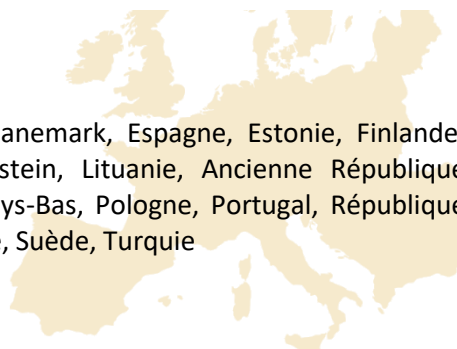 anemark, Espagne, Estonie, Finlande
stein, Lituanie, Ancienne République
ys-Bas, Pologne, Portugal, République
, Suède, Turquie